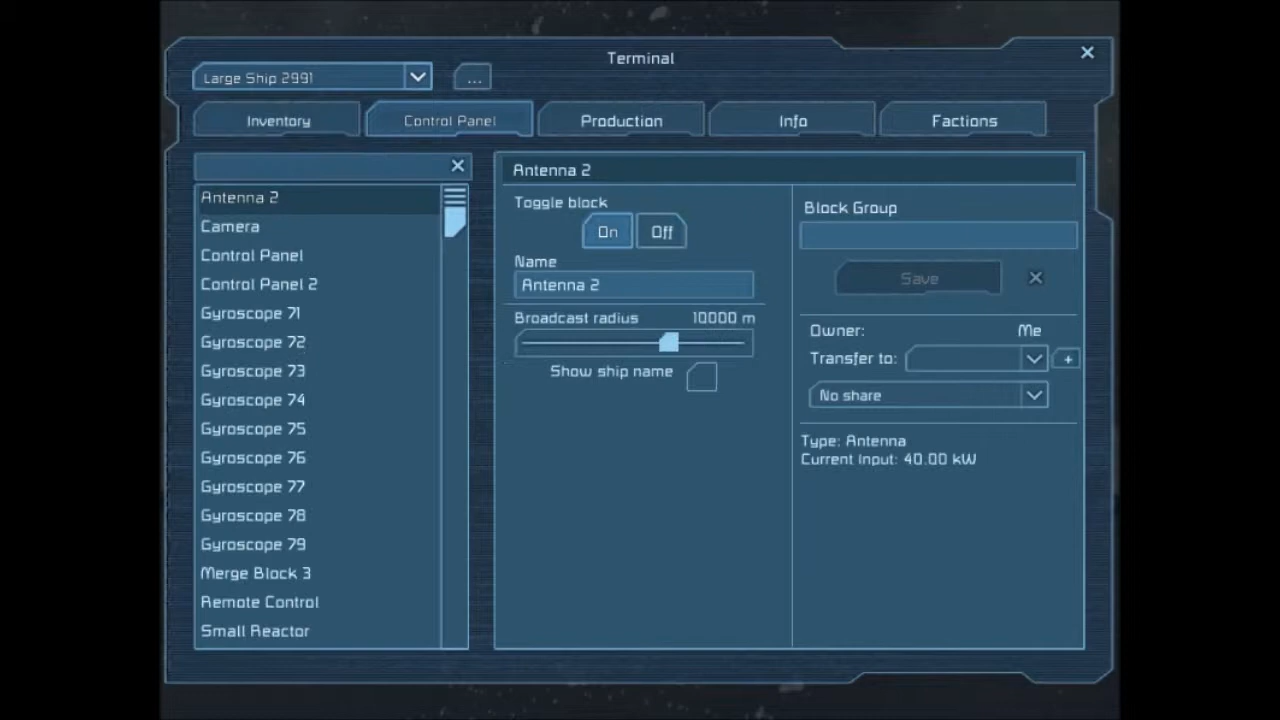 Terminal
Large Ship 2991
...
Inventory
Control Panel
Production
Info
Factions
Antenna 2
Camera
Control Panel
Control Panel 2
Gyroscope 71
Gyroscope 72
Gyroscope 73
Gyroscope 74
Gyroscope 75
Gyroscope 76
Gyroscope 77
Gyroscope 78
Gyroscope 79
Merge Block 3
Remote Control
Small Reactor
Antenna 2
Toggle block
On Off
Name
Antenna 2
Broadcast radius 10000 m
Show ship name
Block Group
Save
Owner: Me
Transfer to:
+
No share
Type: Antenna
Current Input: 40.00 kW